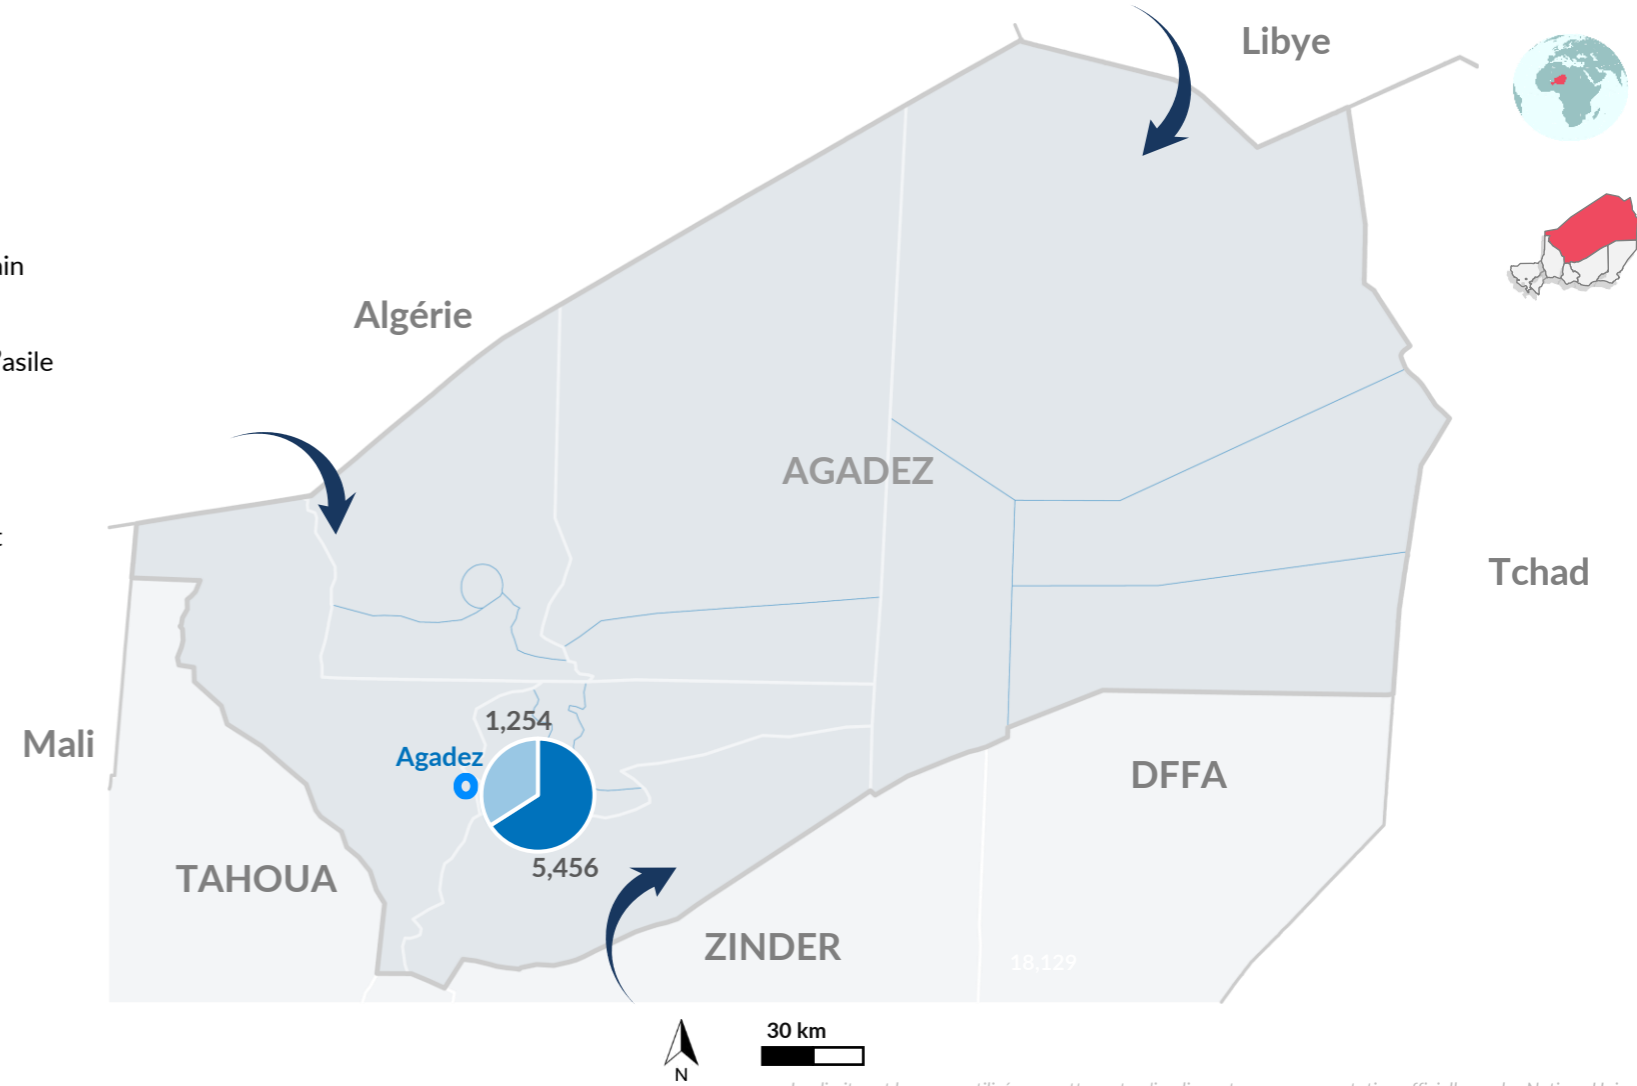 Libye
ain
Algérie
'asile
AGADEZ
Tchad
1,254
Mali
Agadez
DFFA
5,456
TAHOUA
ZINDER
18,129
30 km
N